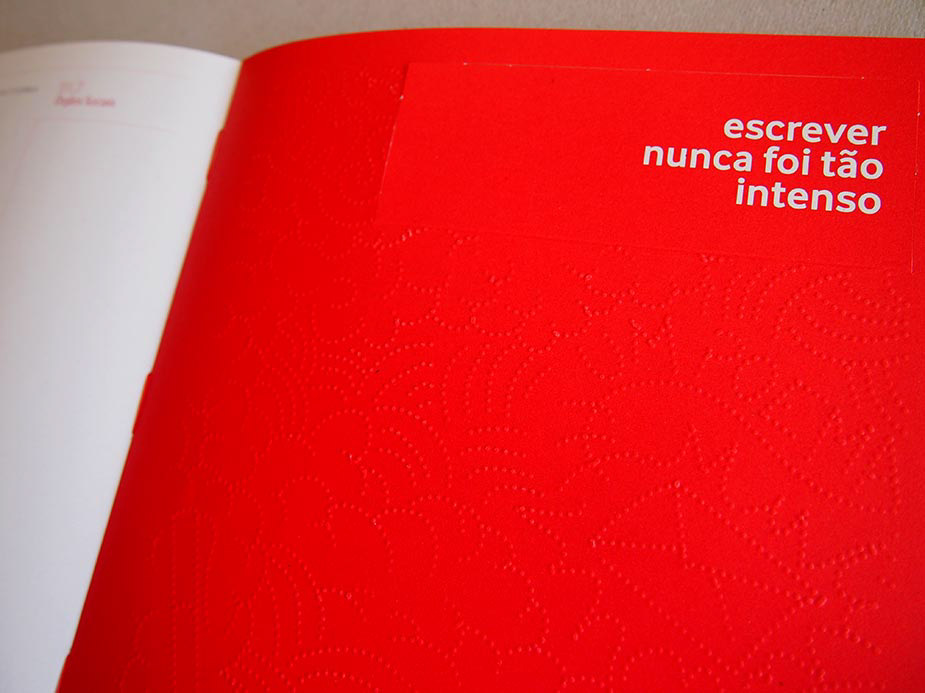 escrever
nunca foi tão
intenso